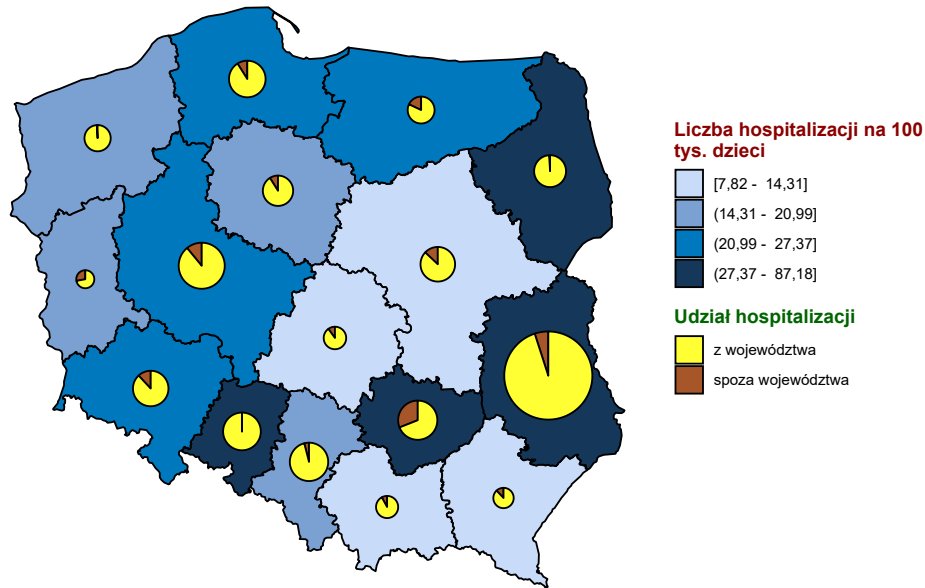 Liczba hospitalizacji na 100
tys. dzieci
[7,82 - 14,31]
(14,31 - 20,99]
(20,99 - 27,37]
(27,37 - 87,18]
Udział hospitalizacji
z województwa
spoza województwa